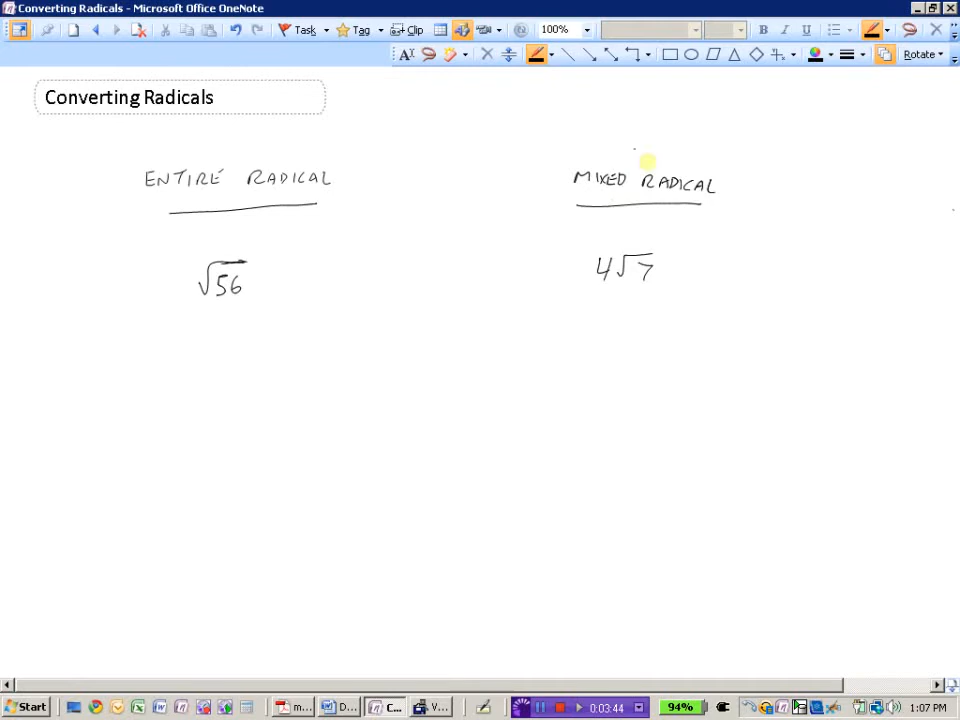 Converting Radicals - Microsoft Office OneNote
Task Tag Clip 100% B I U
A Rotate
Converting Radicals
ENTIRE RADICAL MIXED RADICAL
√56 4√7
Start m... D... C... V... 0:03:44 94% 1:07 PM